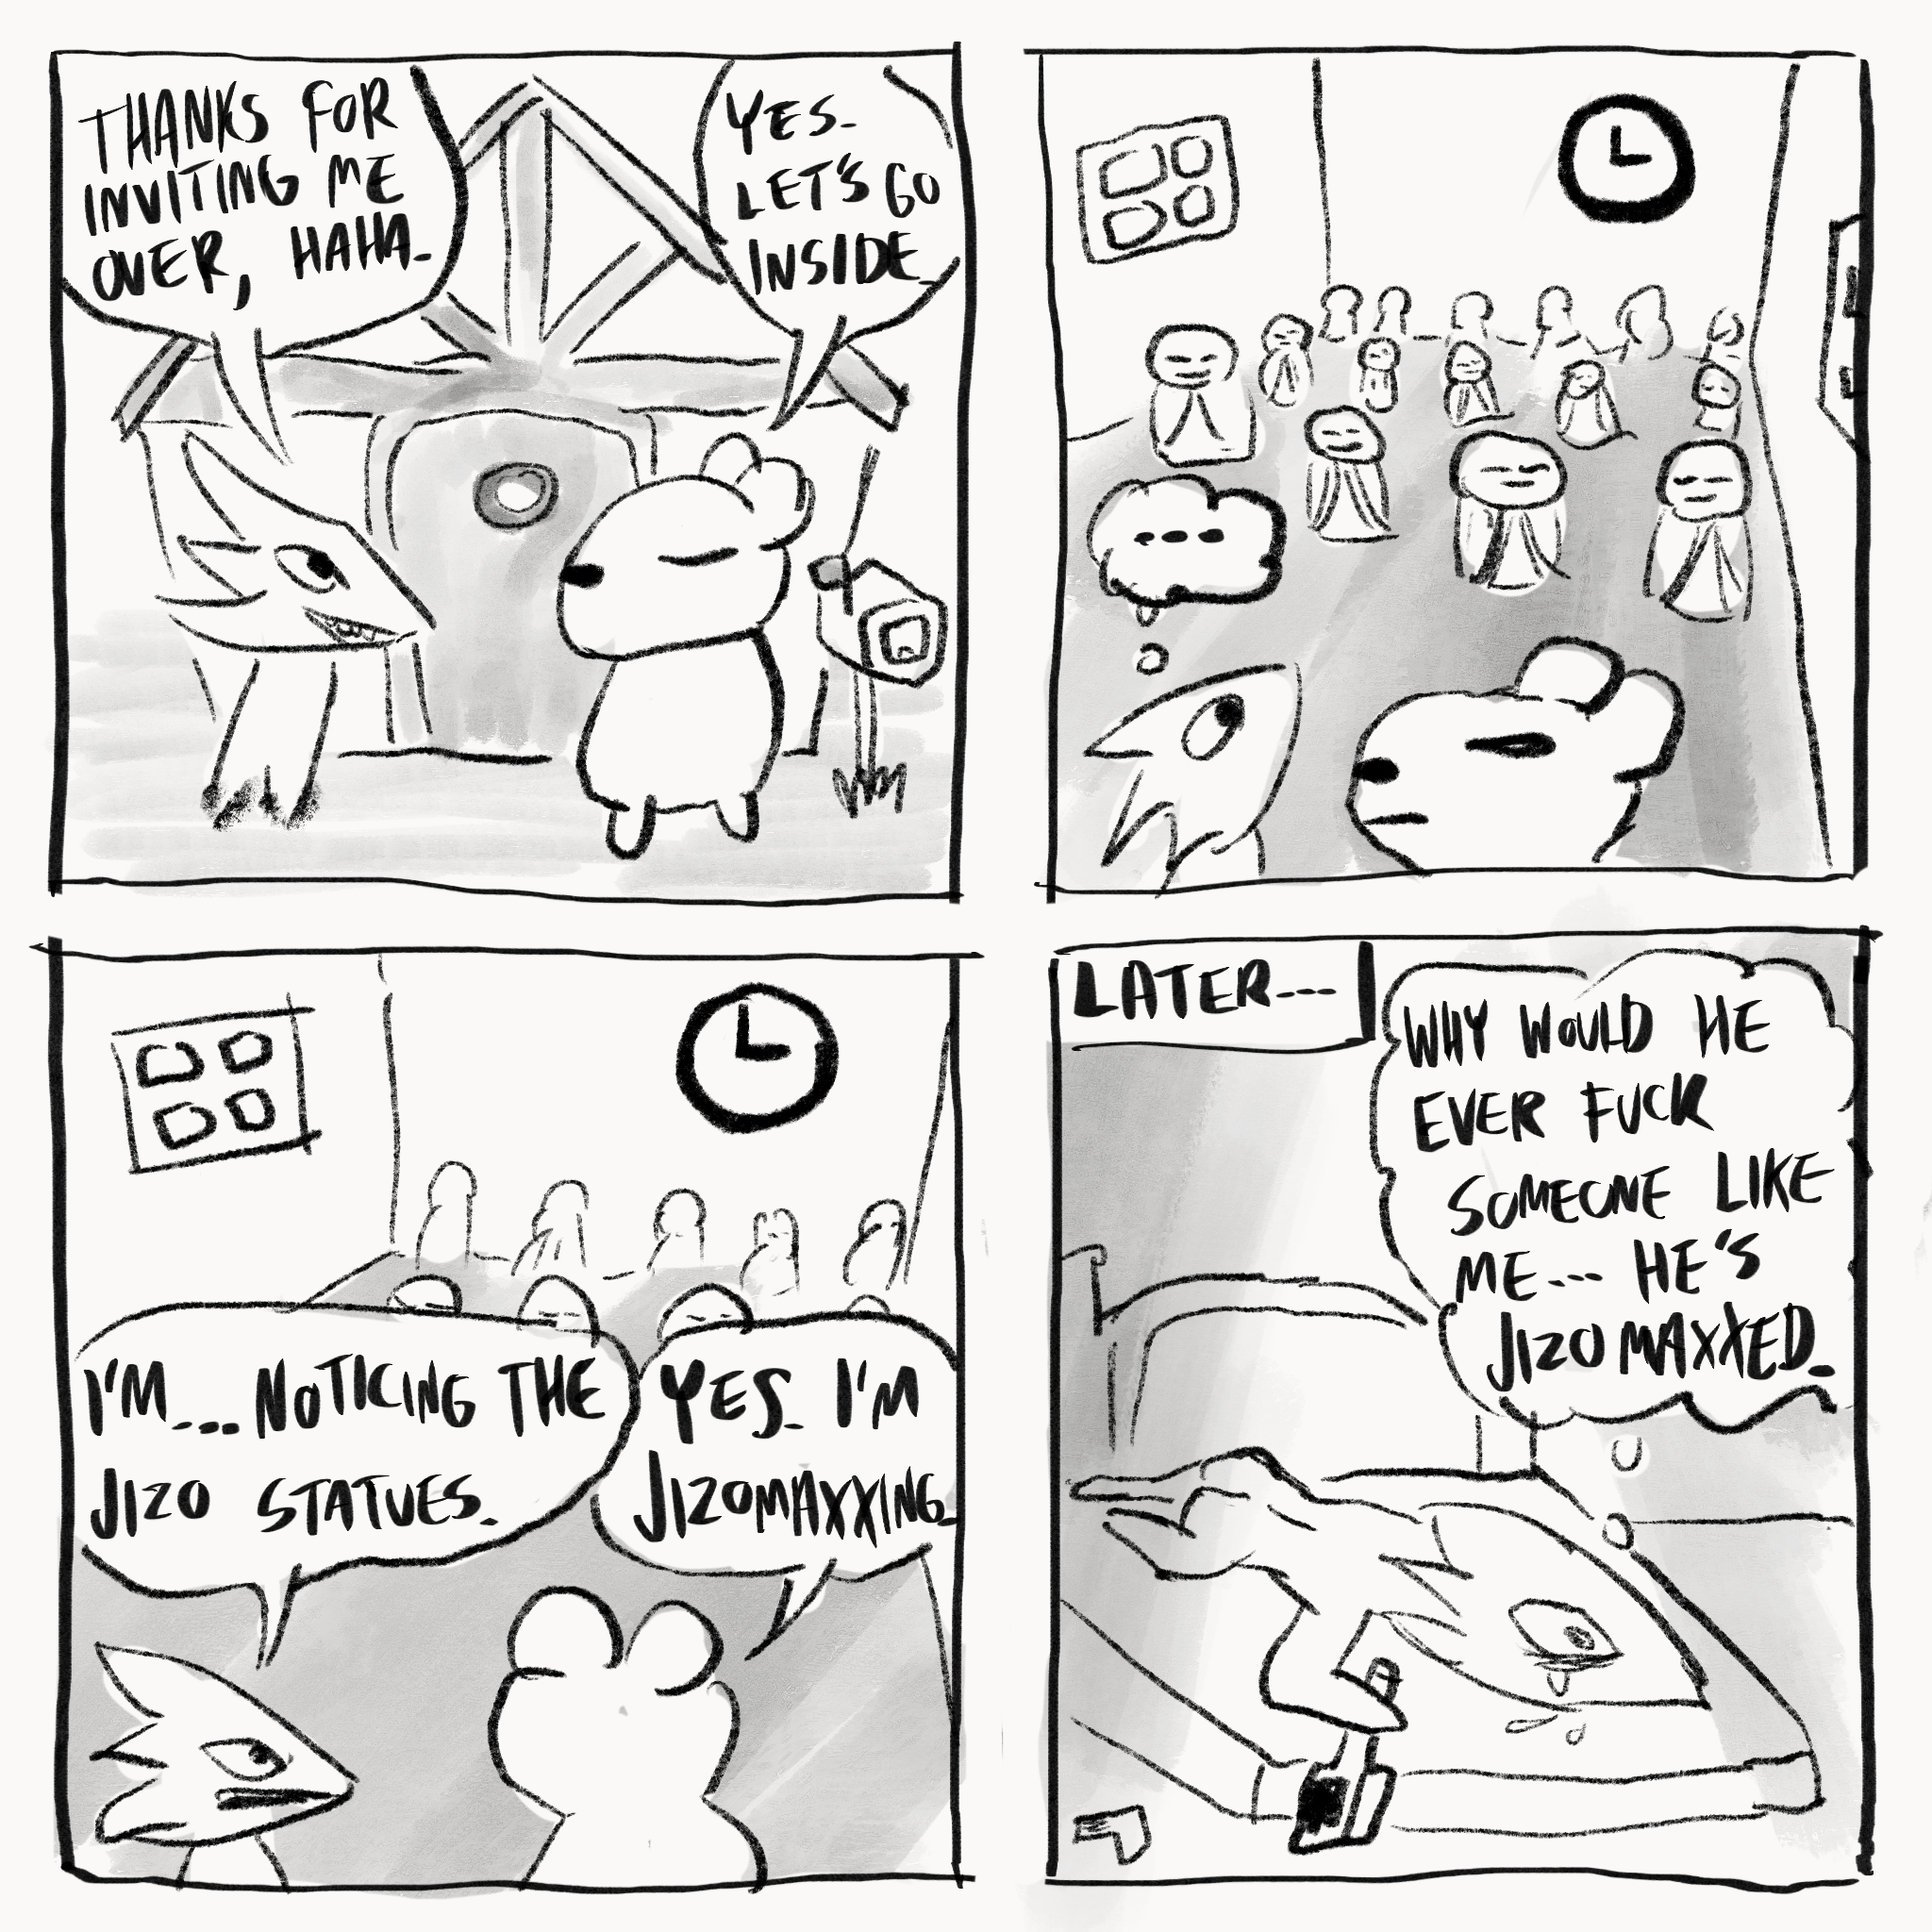 THANKS FOR
INVITING ME
OVER, HAHA.
YES.
LET'S GO
INSIDE.
...
I'M... NOTICING THE
JIZO STATUES.
YES. I'M
JIZOMAXXING.
LATER...
WHY WOULD HE
EVER FUCK
SOMEONE LIKE
ME... HE'S
JIZOMAXXED.